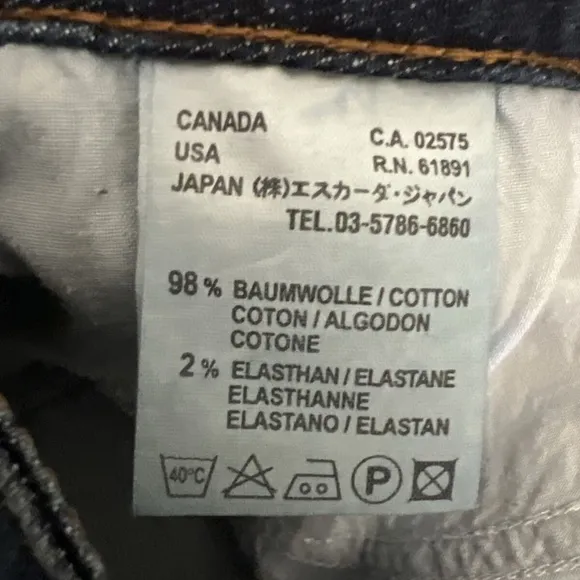 CANADA C.A. 02575
USA R.N. 61891
JAPAN (株)エスカーダ・ジャパン
TEL.03-5786-6860
98 % BAUMWOLLE / COTTON
COTON / ALGODON
COTONE
2 % ELASTHAN / ELASTANE
ELASTHANNE
ELASTANO / ELASTAN
40°C P